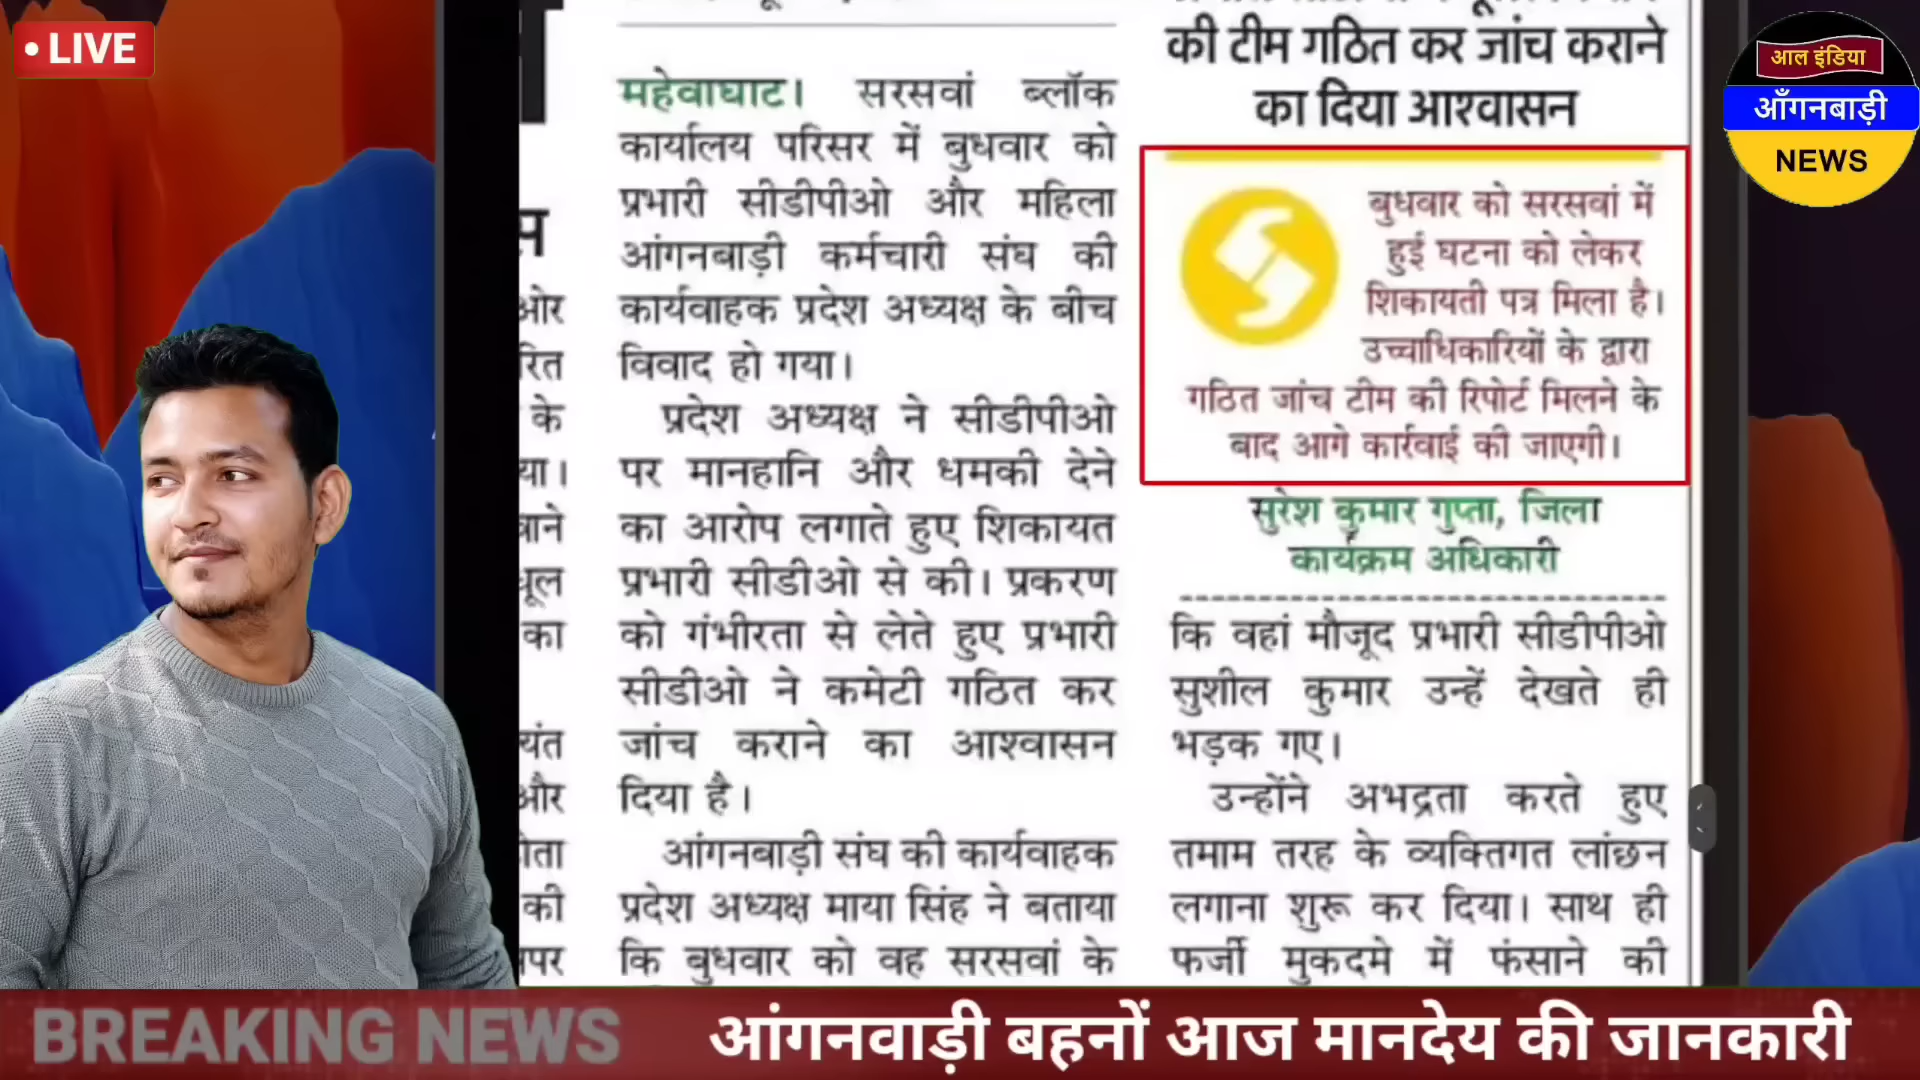 • LIVE
आल इंडिया
आँगनबाड़ी
NEWS
महेवाघाट। सरसवां ब्लॉक
कार्यालय परिसर में बुधवार को
प्रभारी सीडीपीओ और महिला
आंगनबाड़ी कर्मचारी संघ की
कार्यवाहक प्रदेश अध्यक्ष के बीच
विवाद हो गया।
प्रदेश अध्यक्ष ने सीडीपीओ
पर मानहानि और धमकी देने
का आरोप लगाते हुए शिकायत
प्रभारी सीडीओ से की। प्रकरण
को गंभीरता से लेते हुए प्रभारी
सीडीओ ने कमेटी गठित कर
जांच कराने का आश्वासन
दिया है।
आंगनबाड़ी संघ की कार्यवाहक
प्रदेश अध्यक्ष माया सिंह ने बताया
कि बुधवार को वह सरसवां के
की टीम गठित कर जांच कराने
का दिया आश्वासन
बुधवार को सरसवां में
हुई घटना को लेकर
शिकायती पत्र मिला है।
उच्चाधिकारियों के द्वारा
गठित जांच टीम की रिपोर्ट मिलने के
बाद आगे कार्रवाई की जाएगी।
सुरेश कुमार गुप्ता, जिला
कार्यक्रम अधिकारी
कि वहां मौजूद प्रभारी सीडीपीओ
सुशील कुमार उन्हें देखते ही
भड़क गए।
उन्होंने अभद्रता करते हुए
तमाम तरह के व्यक्तिगत लांछन
लगाना शुरू कर दिया। साथ ही
फर्जी मुकदमे में फंसाने की
के
का
की
BREAKING NEWS
आंगनवाड़ी बहनों आज मानदेय की जानकारी